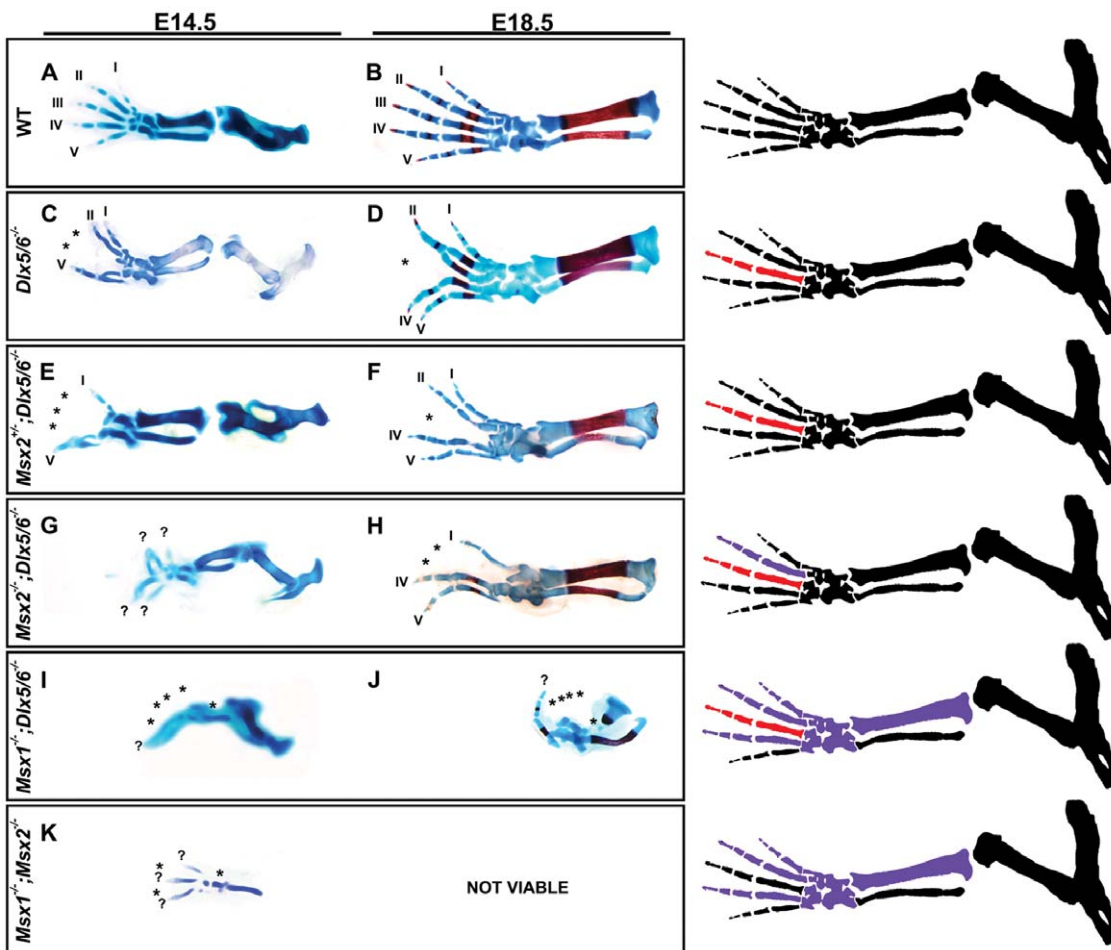 E14.5 E18.5
WT
A I II III IV V
B I II III IV V
Dlx5/6-/-
C II I * * V
D II I * IV V
Msx2+/-;Dlx5/6-/-
E I * * * V
F II I * IV V
Msx2-/-;Dlx5/6-/-
G ? ? ? ?
H I * * IV V
Msx1-/-;Dlx5/6-/-
I * * * * * ?
J ? * * * * *
Msx1-/-;Msx2-/-
K ? * ? * ? *
NOT VIABLE